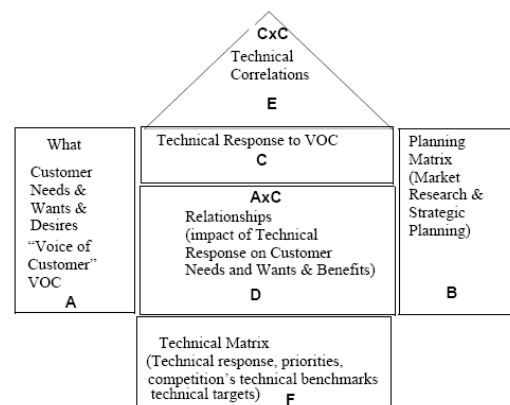 CxC
Technical
Correlations
E
What
Customer
Needs &
Wants &
Desires
“Voice of
Customer”
VOC
A
Technical Response to VOC
C
AxC
Relationships
(impact of Technical
Response on Customer
Needs and Wants & Benefits)
D
Planning
Matrix
(Market
Research &
Strategic
Planning)
B
Technical Matrix
(Technical response, priorities,
competition’s technical benchmarks
technical targets)
F